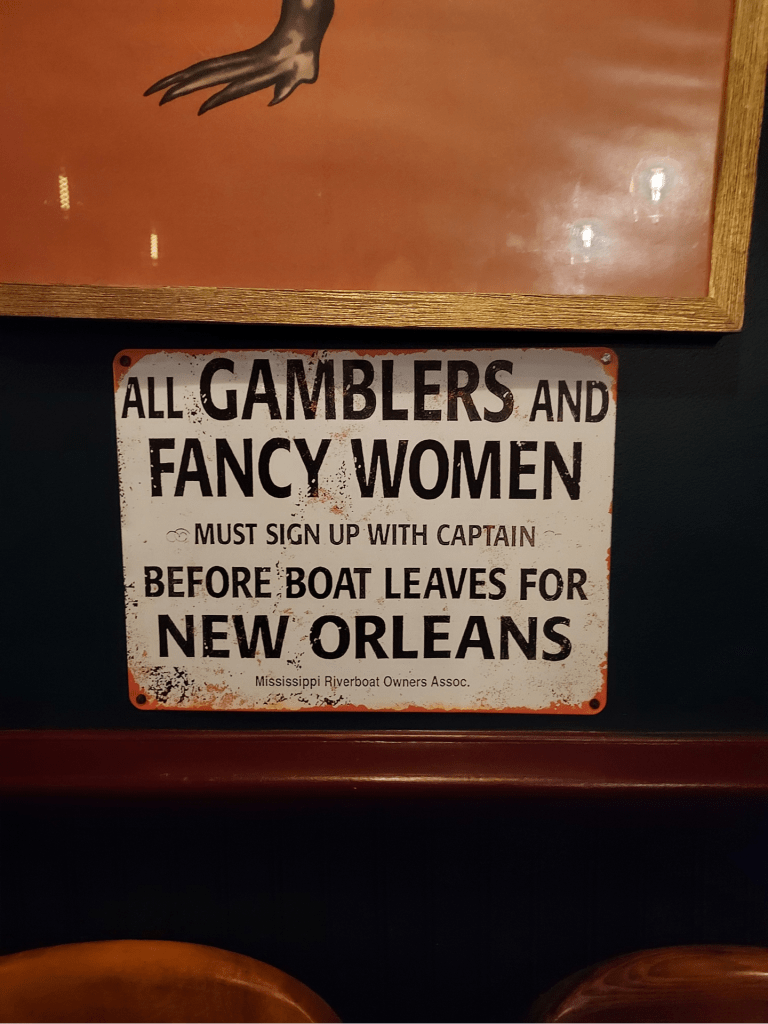 ALL GAMBLERS AND
FANCY WOMEN
MUST SIGN UP WITH CAPTAIN
BEFORE BOAT LEAVES FOR
NEW ORLEANS
Mississippi Riverboat Owners Assoc.